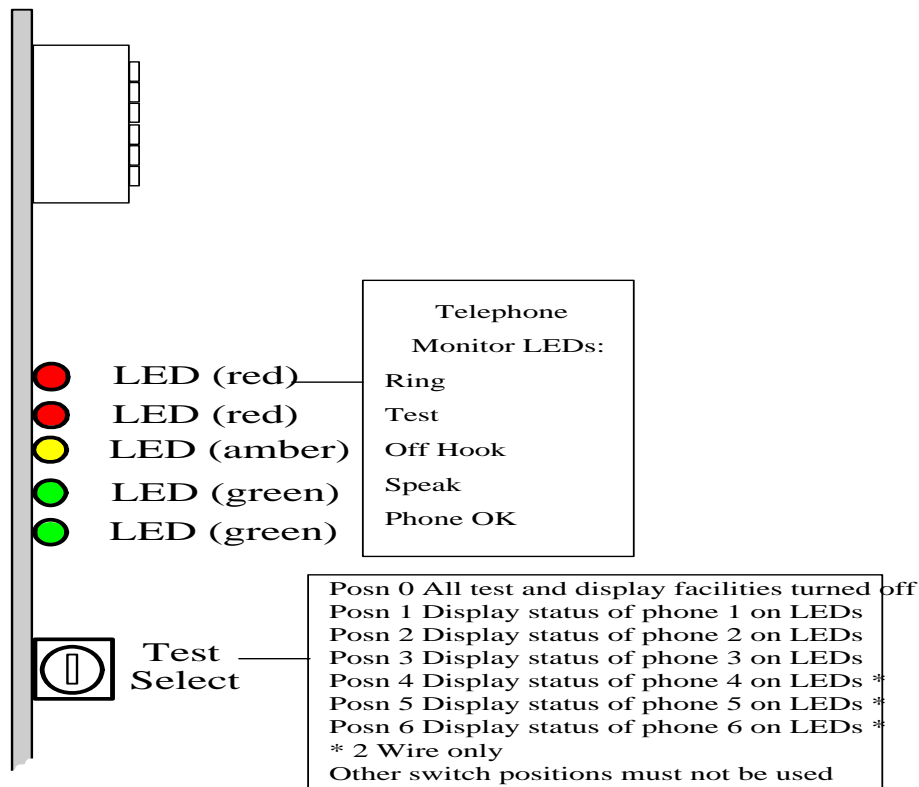 Telephone
Monitor LEDs:
LED (red)
Ring
LED (red)
Test
LED (amber)
Off Hook
LED (green)
Speak
LED (green)
Phone OK
Test
Select
Posn 0 All test and display facilities turned off
Posn 1 Display status of phone 1 on LEDs
Posn 2 Display status of phone 2 on LEDs
Posn 3 Display status of phone 3 on LEDs
Posn 4 Display status of phone 4 on LEDs *
Posn 5 Display status of phone 5 on LEDs *
Posn 6 Display status of phone 6 on LEDs *
* 2 Wire only
Other switch positions must not be used